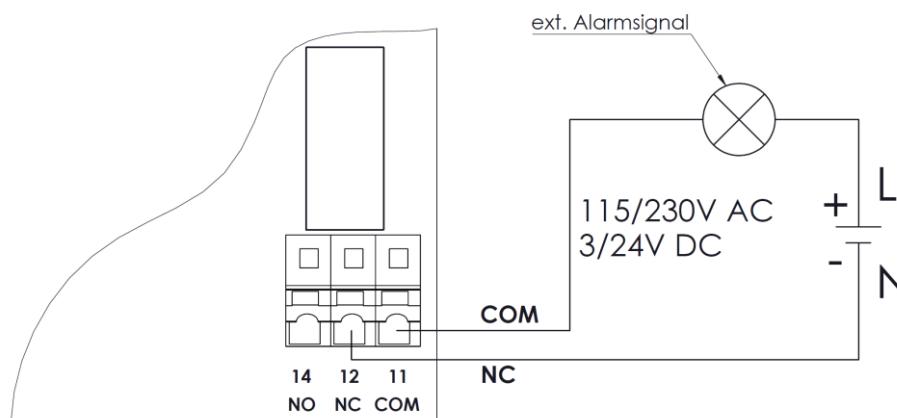 ext. Alarmsignal
115/230V AC
3/24V DC
+
L
-
N
COM
NC
14 12 11
NO NC COM